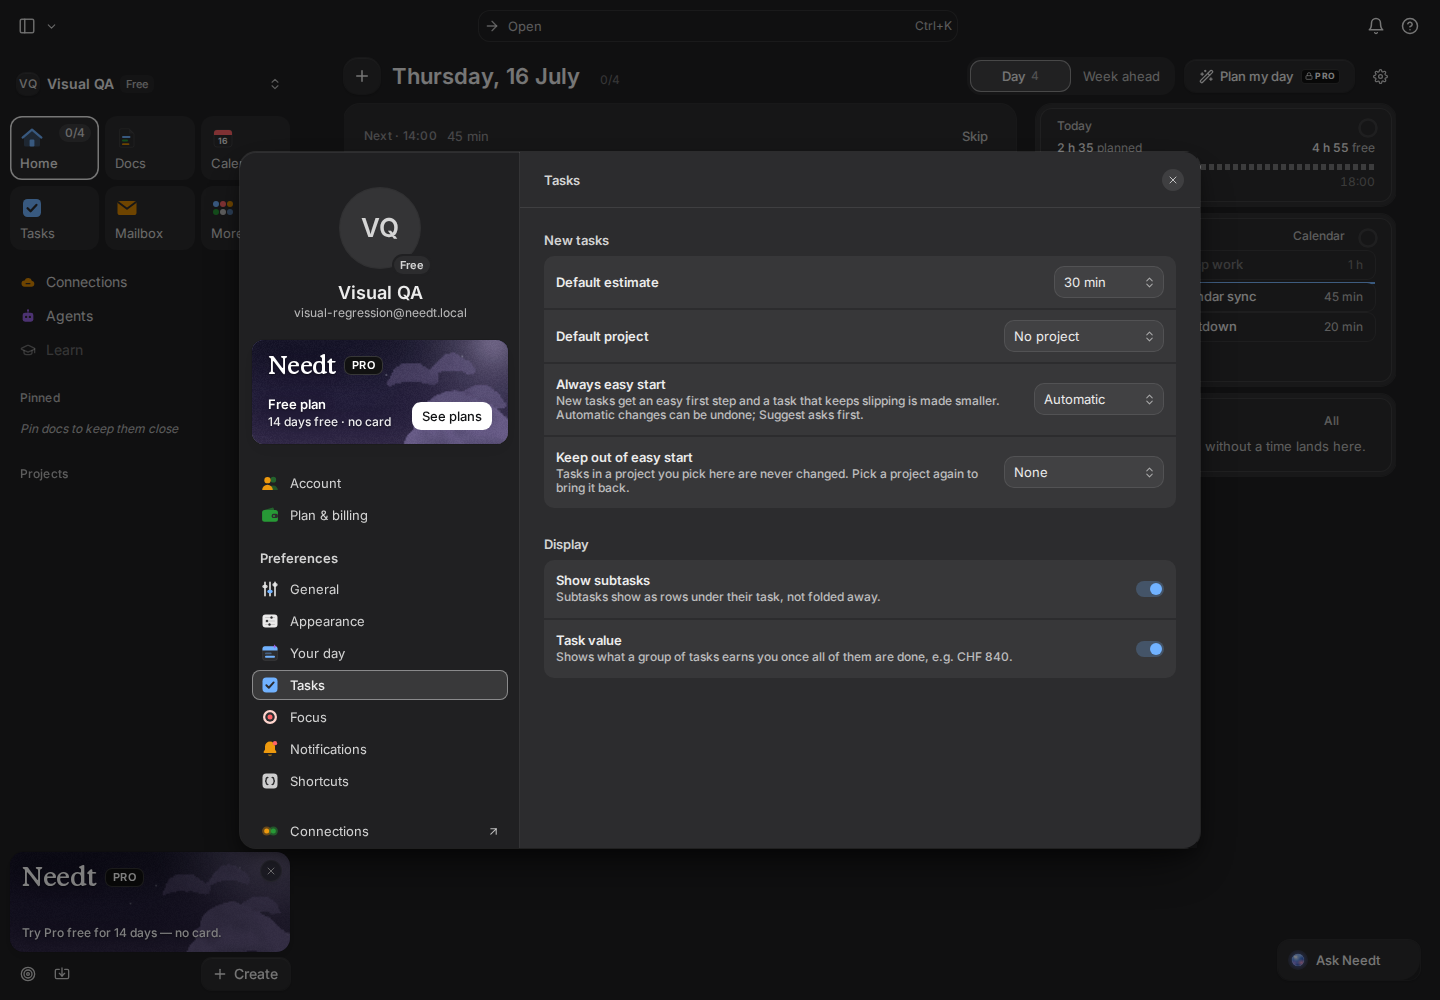 Open
Ctrl+K
VQ Visual QA Free
Thursday, 16 July 0/4
Day 4
Week ahead
Plan my day PRO
Home 0/4
Docs
16
Tasks
Mailbox
More
Connections
Agents
Learn
Pinned
Pin docs to keep them close
Projects
Next · 14:00 45 min
Skip
Today
2 h 35 planned
4 h 55 free
18:00
Calendar
work
1 h
sync
45 min
20 min
All
without a time lands here.
VQ
Free
Visual QA
visual-regression@needt.local
Needt PRO
Free plan
14 days free · no card
See plans
Account
Plan & billing
Preferences
General
Appearance
Your day
Tasks
Focus
Notifications
Shortcuts
Connections
Tasks
New tasks
Default estimate
30 min
Default project
No project
Always easy start
New tasks get an easy first step and a task that keeps slipping is made smaller.
Automatic changes can be undone; Suggest asks first.
Automatic
Keep out of easy start
Tasks in a project you pick here are never changed. Pick a project again to
bring it back.
None
Display
Show subtasks
Subtasks show as rows under their task, not folded away.
Task value
Shows what a group of tasks earns you once all of them are done, e.g. CHF 840.
Needt PRO
Try Pro free for 14 days — no card.
Create
Ask Needt